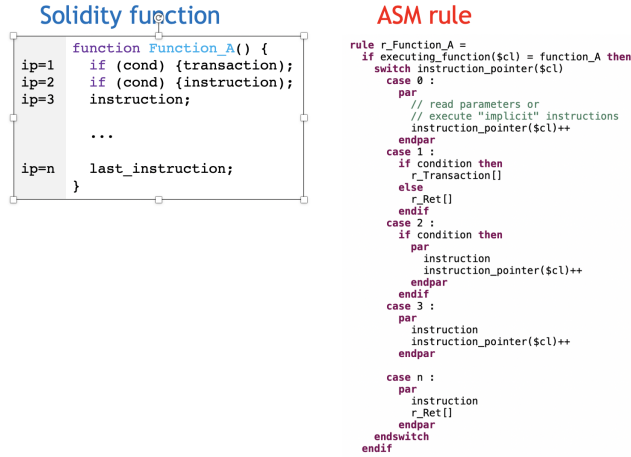 Solidity function
function Function_A() {
ip=1 if (cond) {transaction);
ip=2 if (cond) {instruction);
ip=3 instruction;
...
ip=n last_instruction;
}
ASM rule
rule r_Function_A =
if executing_function($cl) = function_A then
switch instruction_pointer($cl)
case 0 :
par
// read parameters or
// execute "implicit" instructions
instruction_pointer($cl)++
endpar
case 1 :
if condition then
r_Transaction[]
else
r_Ret[]
endif
case 2 :
if condition then
par
instruction
instruction_pointer($cl)++
endpar
endif
case 3 :
par
instruction
instruction_pointer($cl)++
endpar
case n :
par
instruction
r_Ret[]
endpar
endswitch
endif